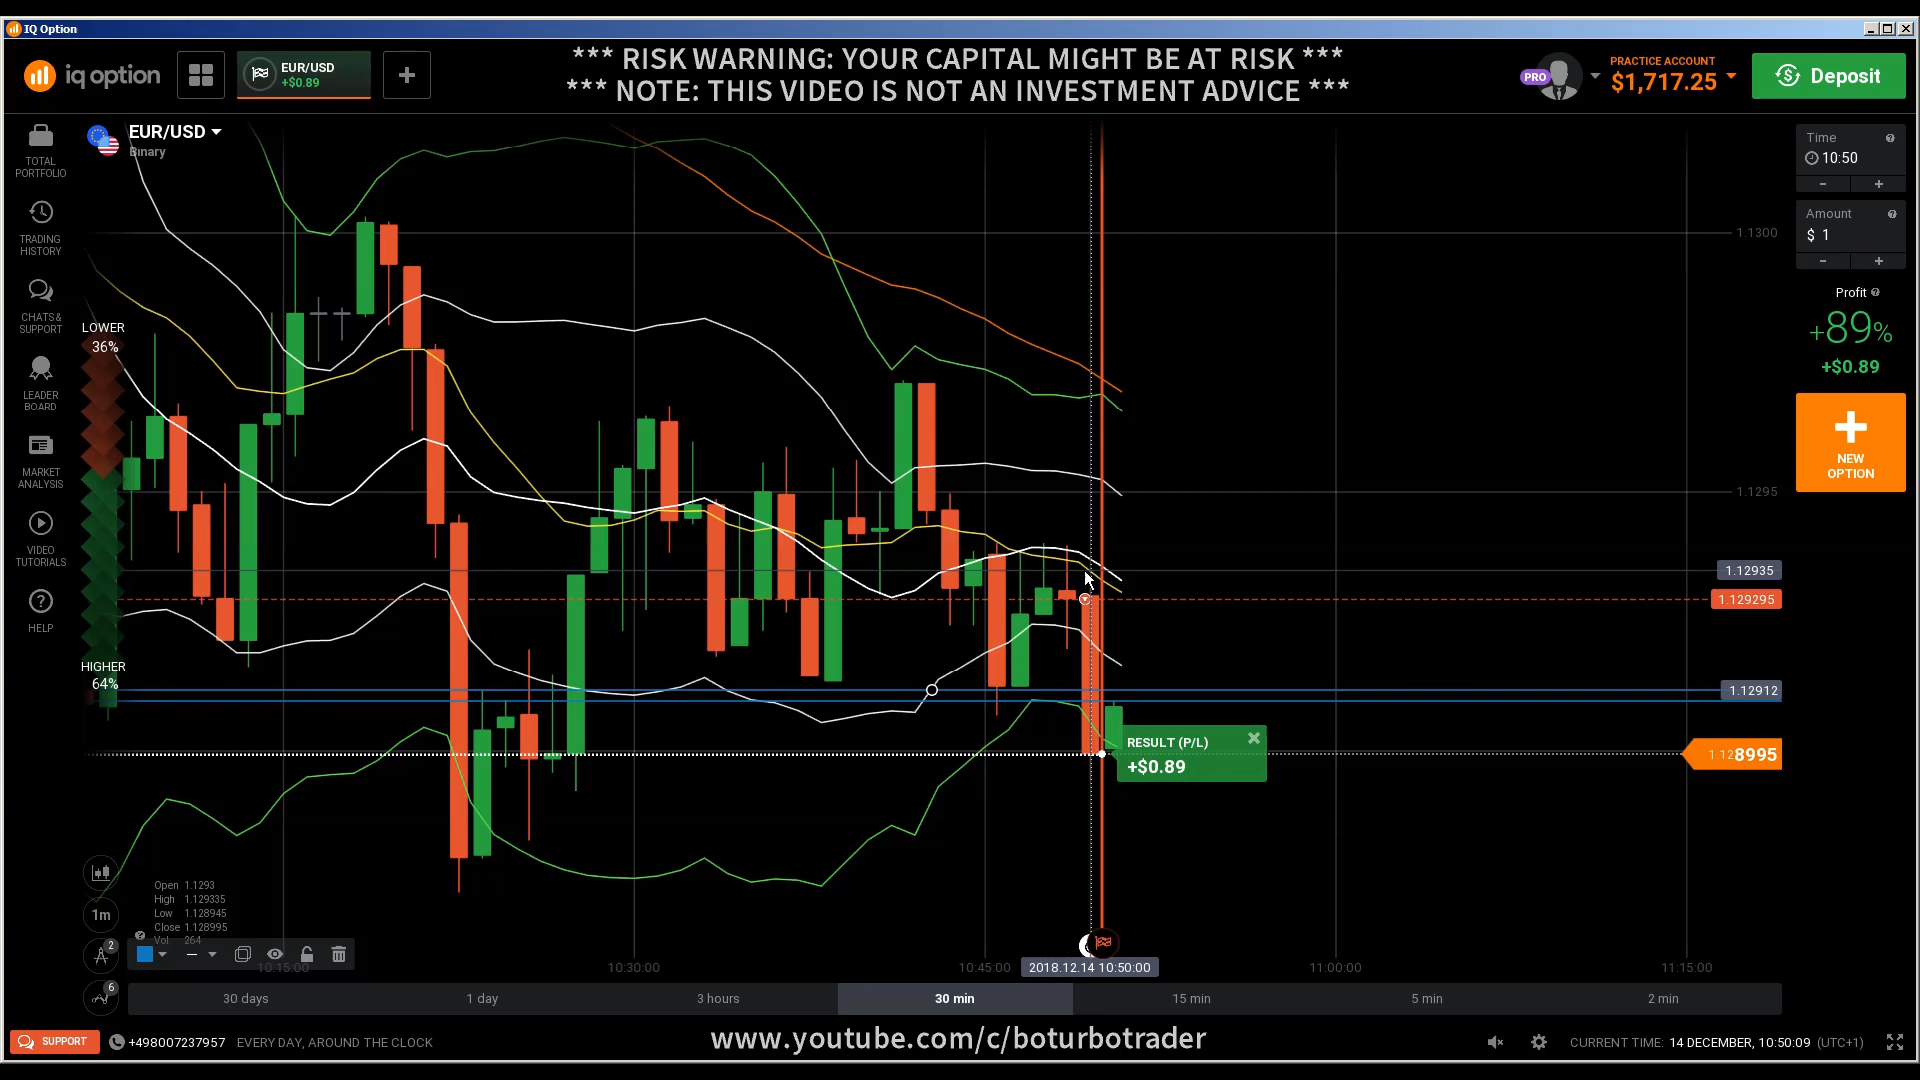 IQ Option
iq option
EUR/USD
+$0.89
*** RISK WARNING: YOUR CAPITAL MIGHT BE AT RISK ***
*** NOTE: THIS VIDEO IS NOT AN INVESTMENT ADVICE ***
PRO
PRACTICE ACCOUNT
$1,717.25
Deposit
TOTAL
PORTFOLIO
TRADING
HISTORY
CHATS &
SUPPORT
LEADER
BOARD
MARKET
ANALYSIS
VIDEO
TUTORIALS
HELP
EUR/USD
Binary
LOWER
36%
HIGHER
64%
1.1300
1.1295
1.12935
1.129295
1.12912
1.128995
RESULT (P/L)
+$0.89
Time
10:50
Amount
$ 1
Profit
+89%
+$0.89
NEW
OPTION
1m
2
6
Open 1.1293
High 1.129335
Low 1.128945
Close 1.128995
Vol. 264
10:15:00
10:30:00
10:45:00
2018.12.14 10:50:00
11:00:00
11:15:00
30 days
1 day
3 hours
30 min
15 min
5 min
2 min
SUPPORT
+498007237957
EVERY DAY, AROUND THE CLOCK
www.youtube.com/c/boturbotrader
CURRENT TIME: 14 DECEMBER, 10:50:09 (UTC+1)